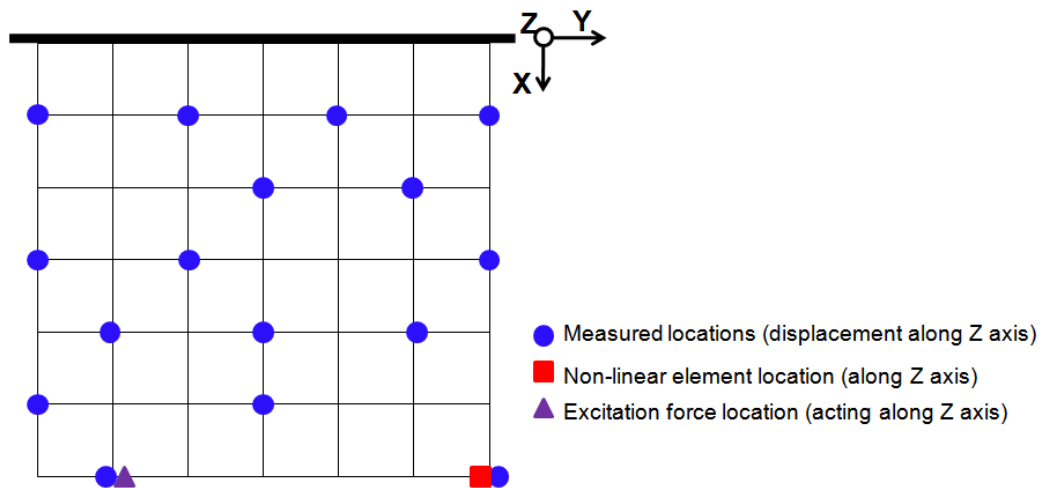 Z Y
X
Measured locations (displacement along Z axis)
Non-linear element location (along Z axis)
Excitation force location (acting along Z axis)